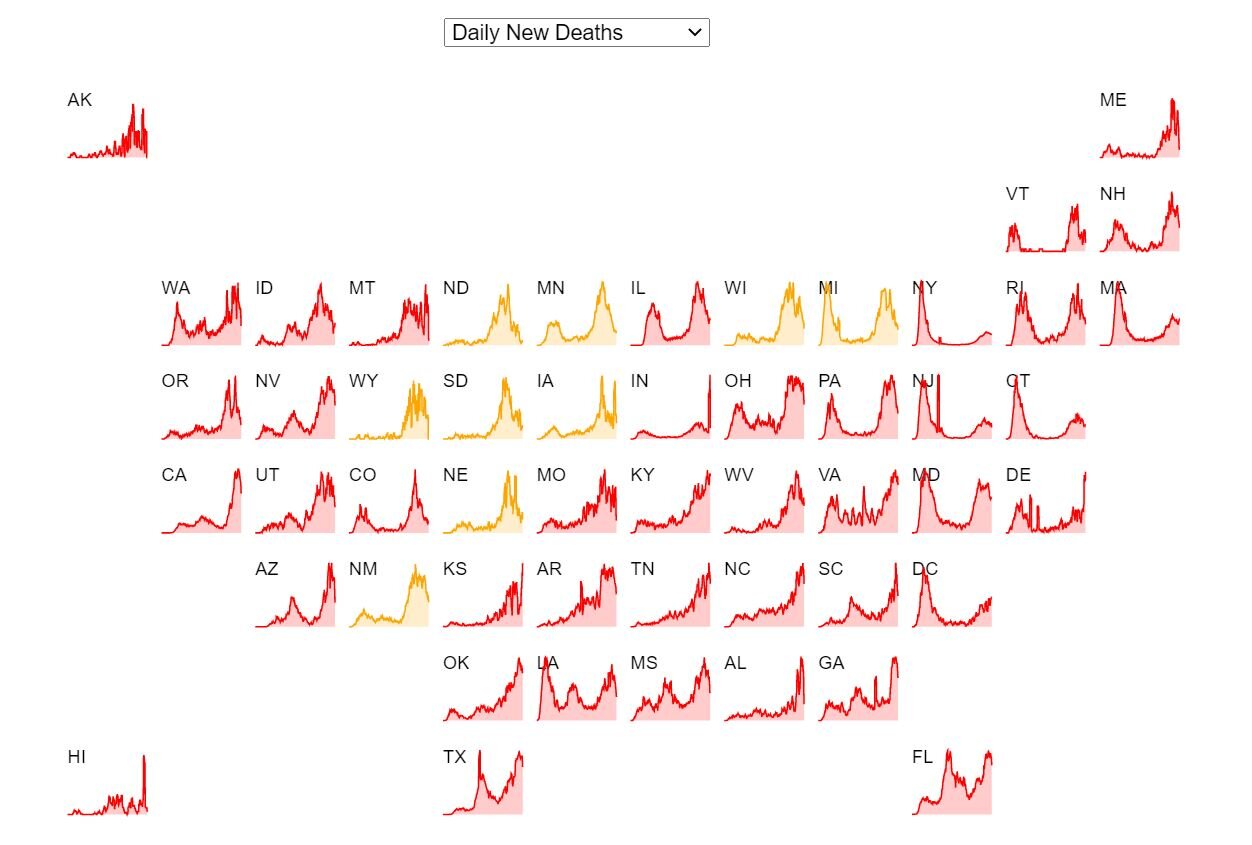 Daily New Deaths
AK ME
VT NH
WA ID MT ND MN IL WI MI NY RI MA
OR NV WY SD IA IN OH PA NJ CT
CA UT CO NE MO KY WV VA MD DE
AZ NM KS AR TN NC SC DC
OK LA MS AL GA
HI TX FL